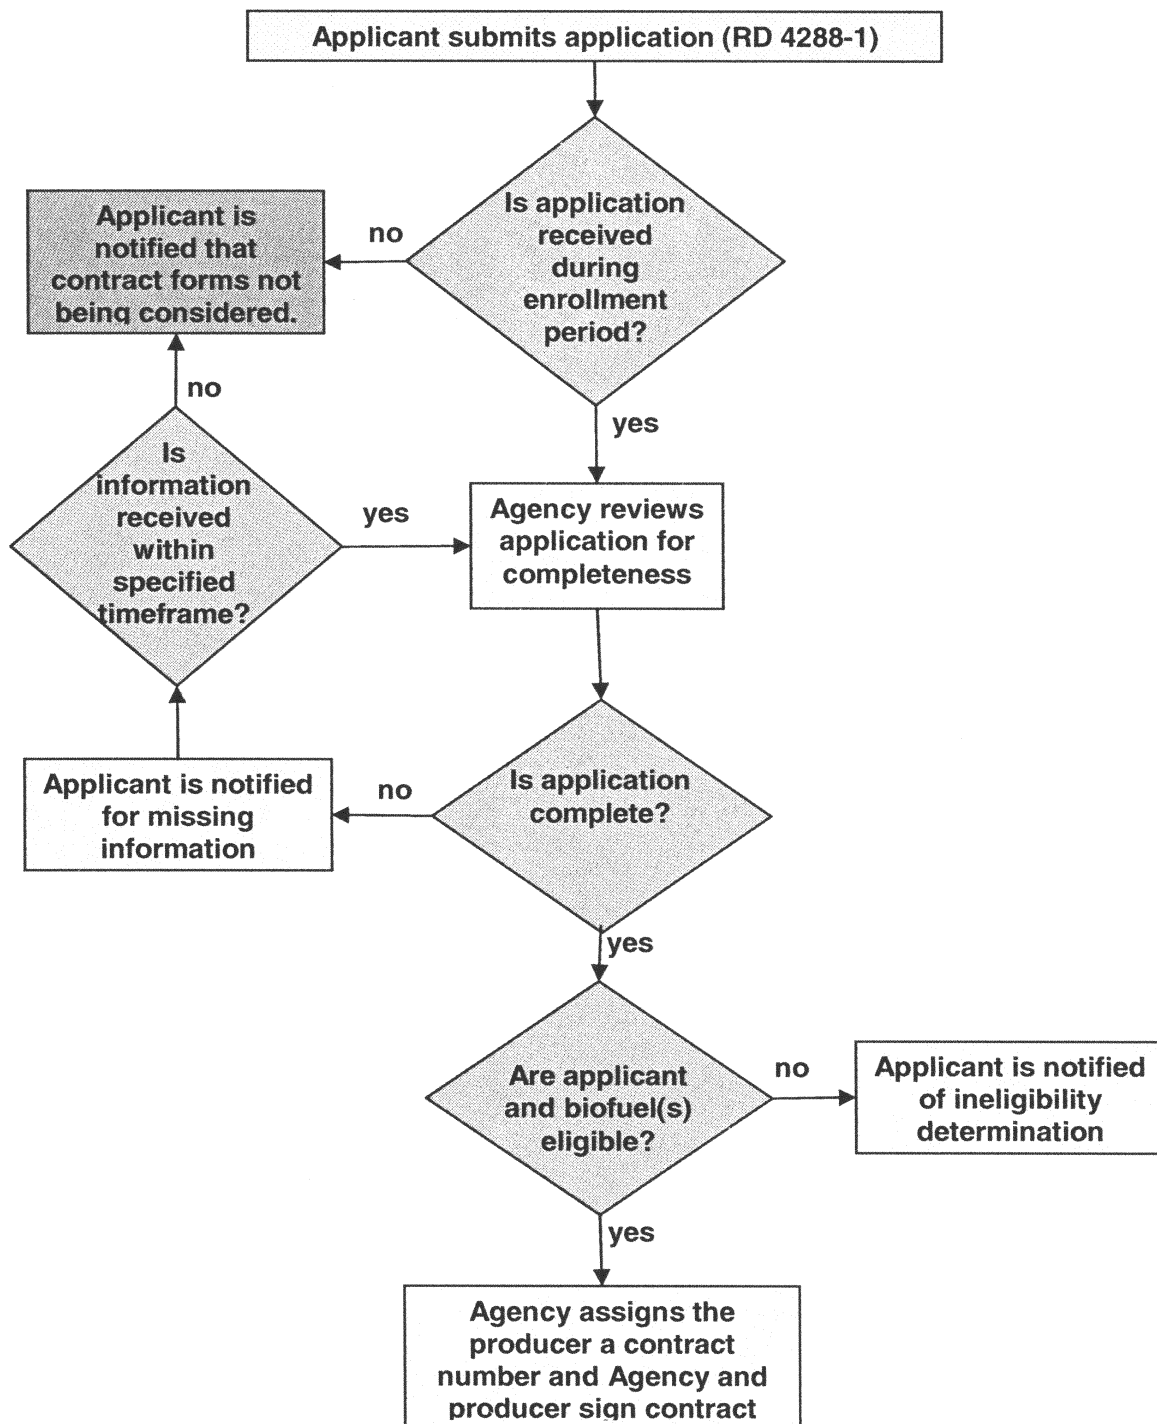 Applicant submits application (RD 4288-1)
Is application
received
during
enrollment
period?
no
Applicant is
notified that
contract forms not
being considered.
no
yes
Is
information
received
within
specified
timeframe?
yes
Agency reviews
application for
completeness
Applicant is notified
for missing
information
no
Is application
complete?
yes
Are applicant
and biofuel(s)
eligible?
no
Applicant is notified
of ineligibility
determination
yes
Agency assigns the
producer a contract
number and Agency and
producer sign contract